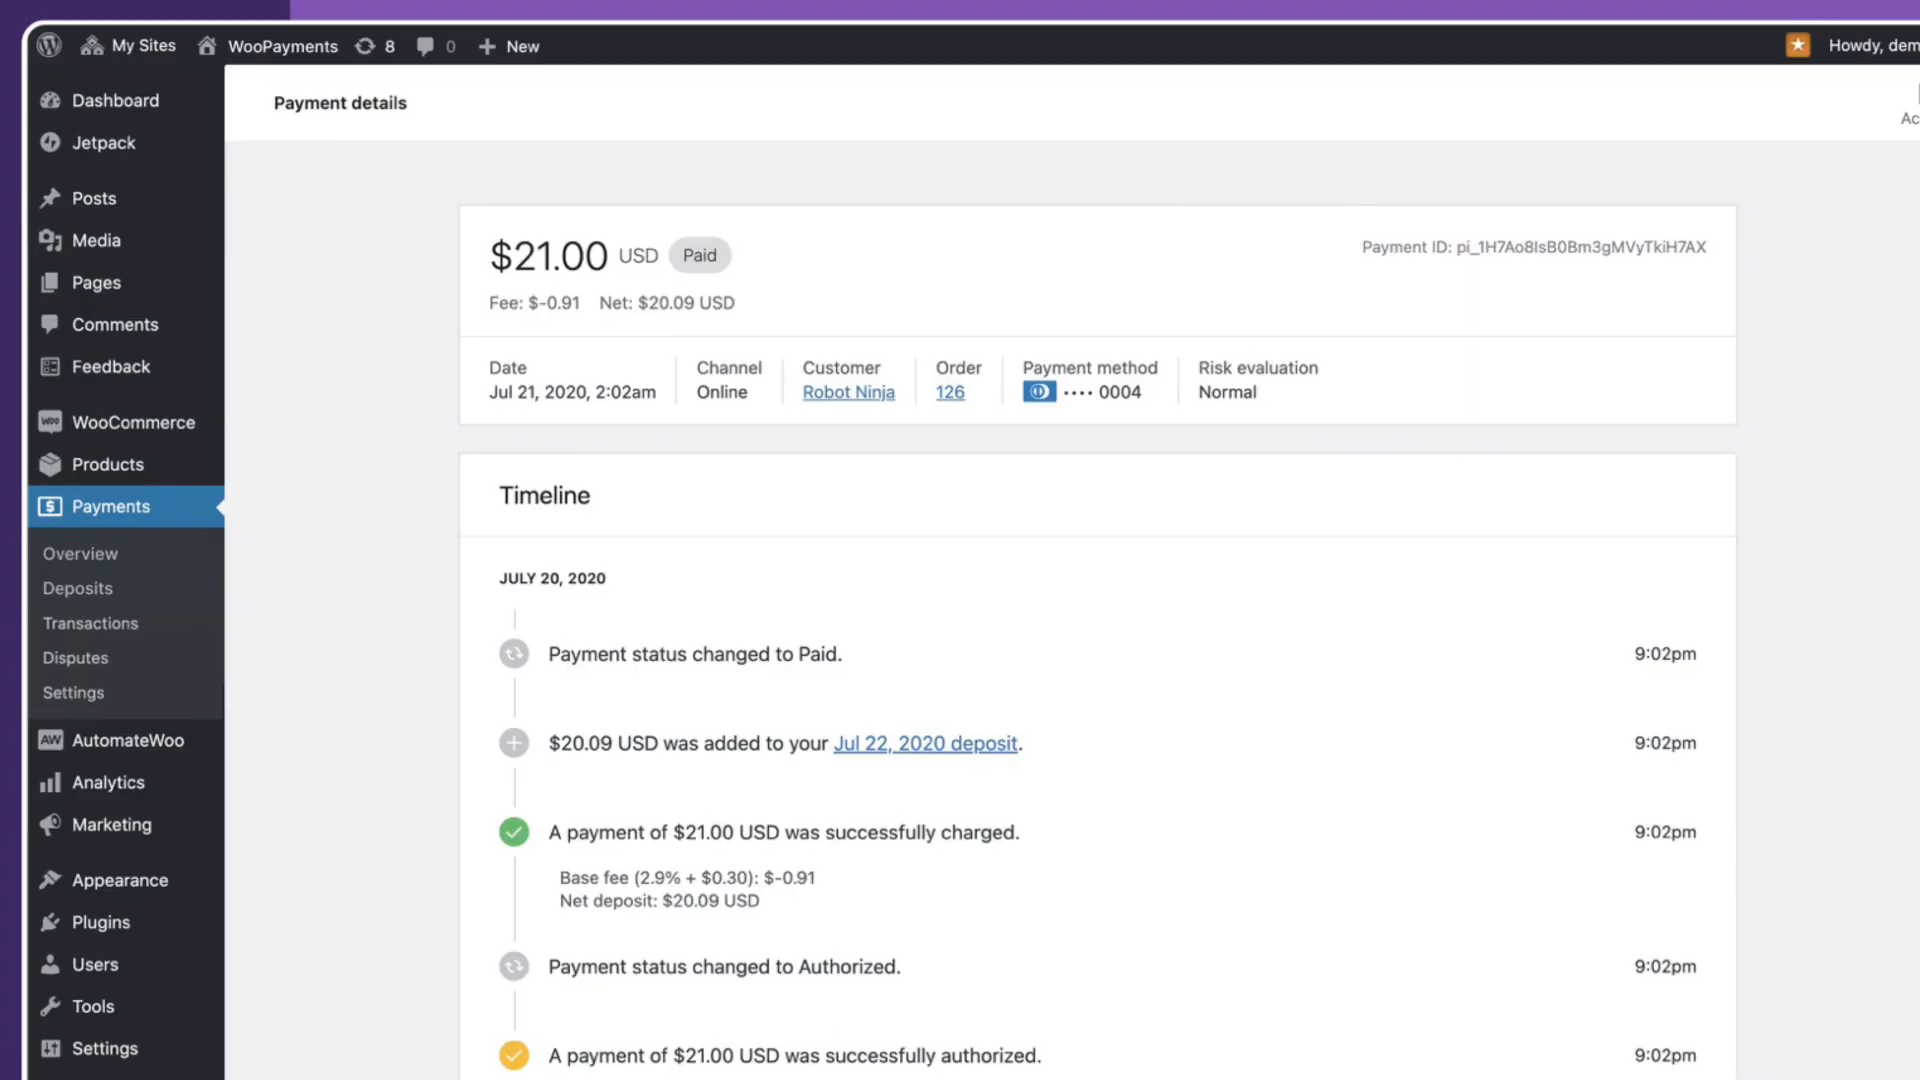 My Sites WooPayments 8 0 New Howdy, dem
Dashboard
Jetpack
Posts
Media
Pages
Comments
Feedback
WooCommerce
Products
Payments
Overview
Deposits
Transactions
Disputes
Settings
AutomateWoo
Analytics
Marketing
Appearance
Plugins
Users
Tools
Settings
Payment details
Ac
$21.00 USD Paid
Payment ID: pi_1H7Ao8IsB0Bm3gMVyTkiH7AX
Fee: $-0.91 Net: $20.09 USD
Date Channel Customer Order Payment method Risk evaluation
Jul 21, 2020, 2:02am Online Robot Ninja 126 •••• 0004 Normal
Timeline
JULY 20, 2020
Payment status changed to Paid. 9:02pm
$20.09 USD was added to your Jul 22, 2020 deposit. 9:02pm
A payment of $21.00 USD was successfully charged. 9:02pm
Base fee (2.9% + $0.30): $-0.91
Net deposit: $20.09 USD
Payment status changed to Authorized. 9:02pm
A payment of $21.00 USD was successfully authorized. 9:02pm